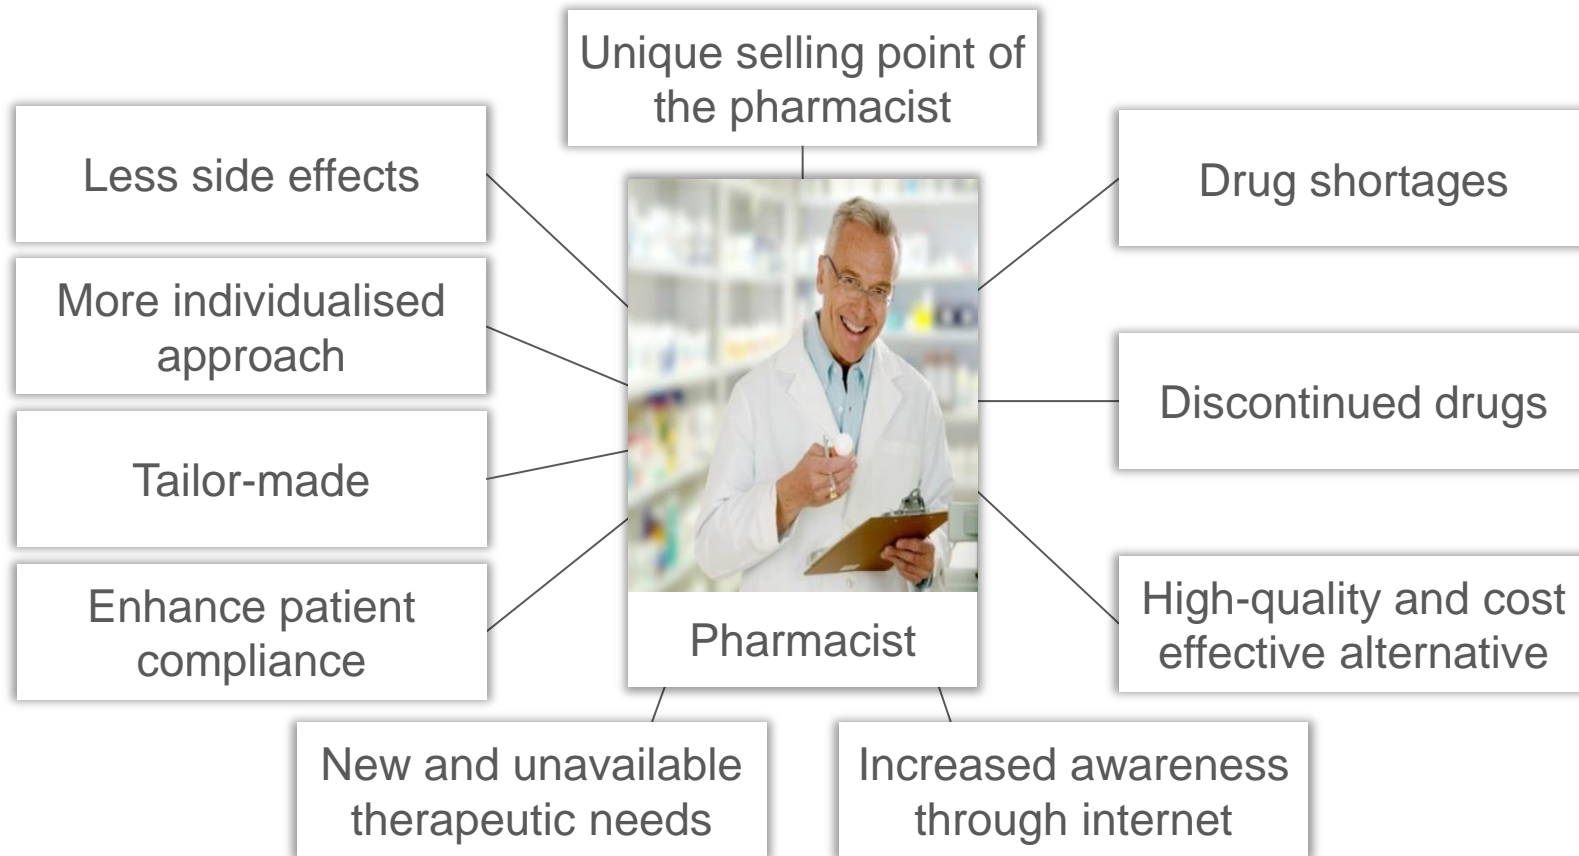 Unique selling point of
the pharmacist
Less side effects
More individualised
approach
Tailor-made
Enhance patient
compliance
Drug shortages
Discontinued drugs
High-quality and cost
effective alternative
Pharmacist
New and unavailable
therapeutic needs
Increased awareness
through internet